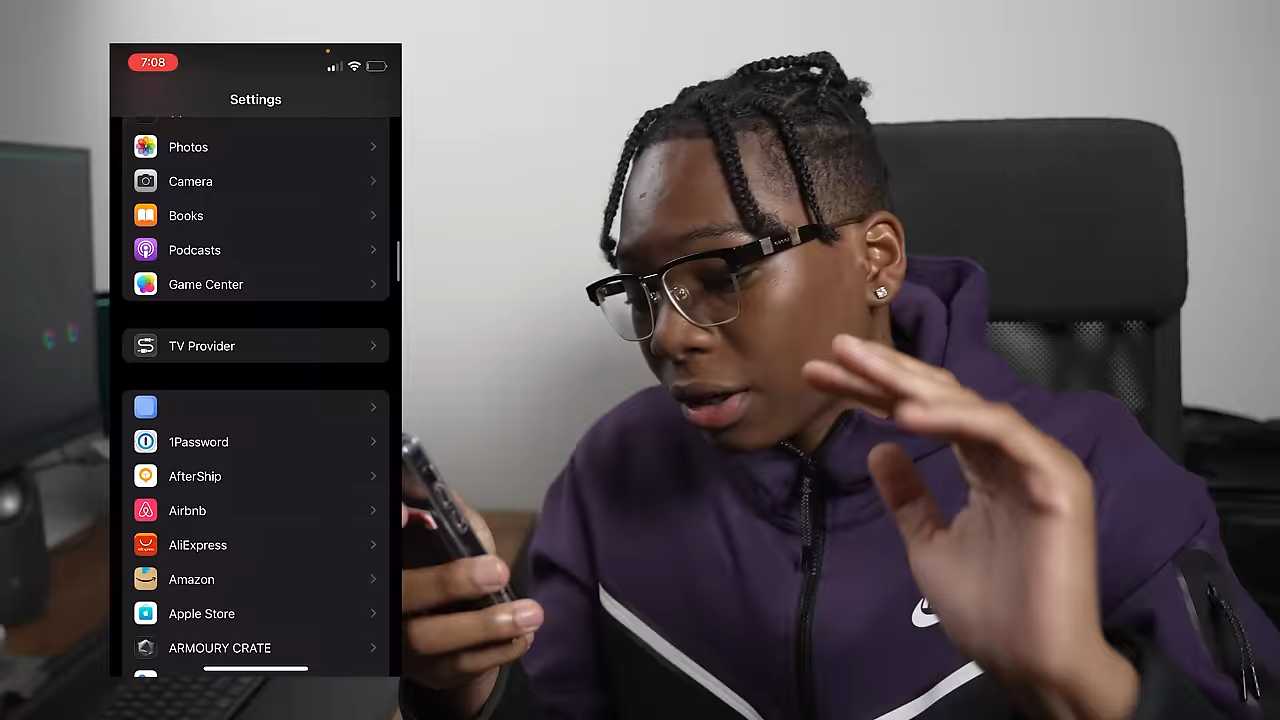 7:08
Settings
Photos
Camera
Books
Podcasts
Game Center
TV Provider
1Password
AfterShip
Airbnb
AliExpress
Amazon
Apple Store
ARMOURY CRATE